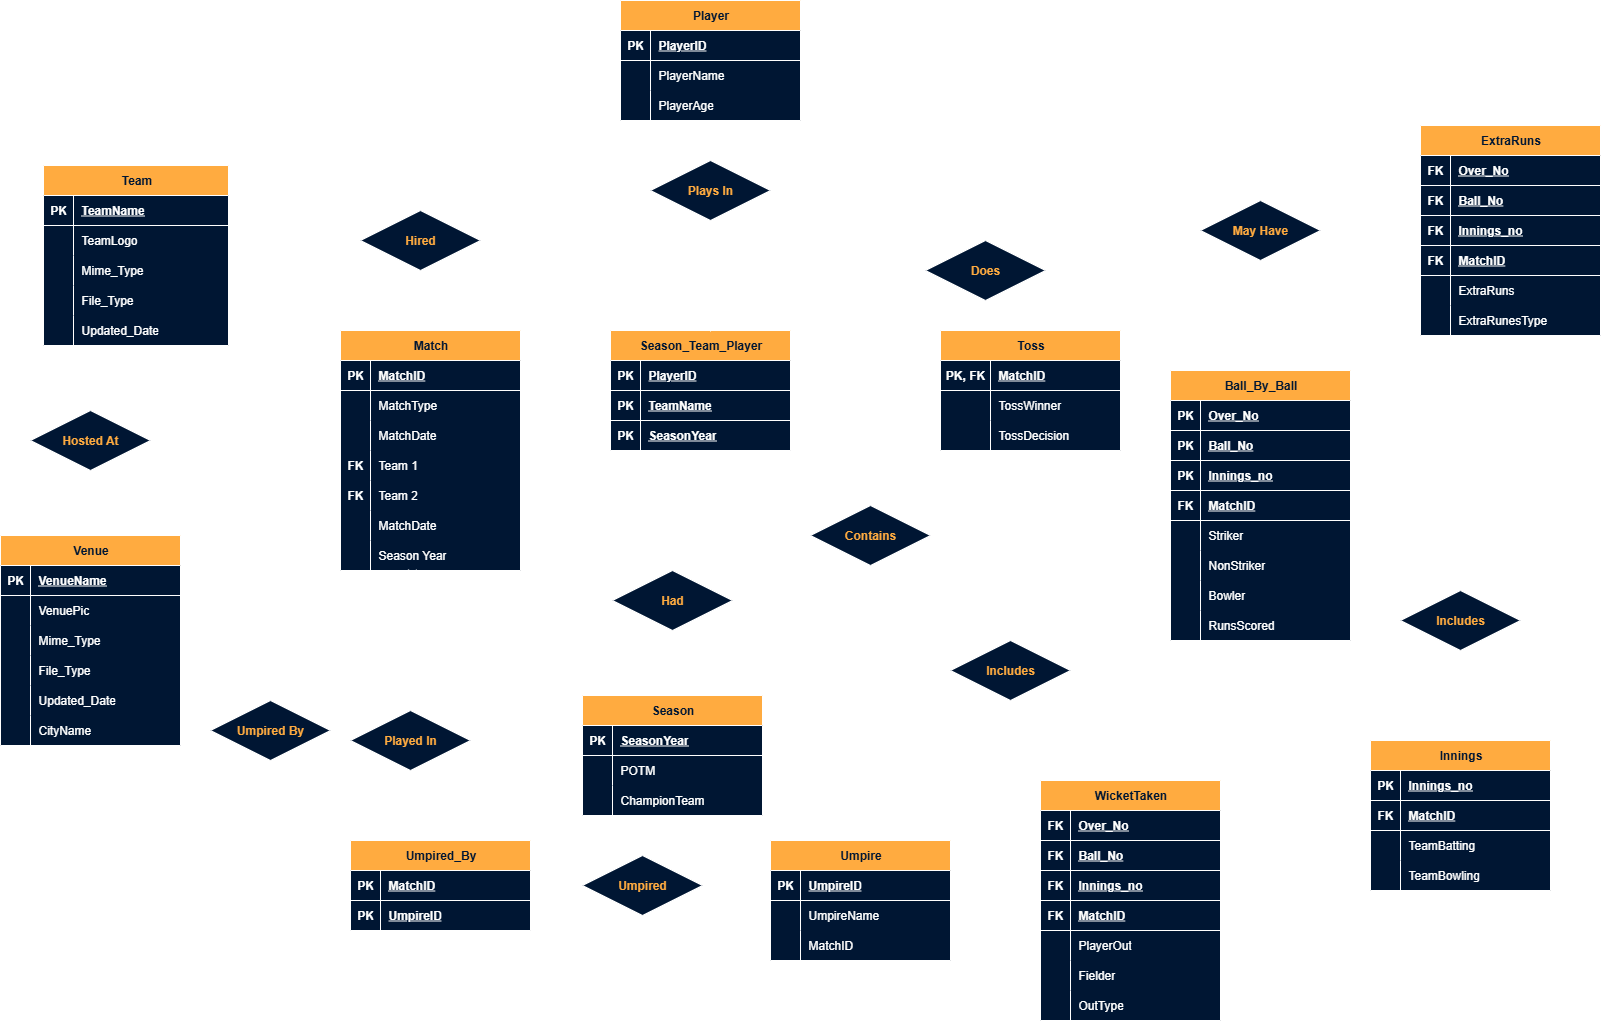 Player
PK PlayerID
PlayerName
PlayerAge
Plays In
Team
PK TeamName
TeamLogo
Mime_Type
File_Type
Updated_Date
Hired
Does
May Have
ExtraRuns
FK Over_No
FK Ball_No
FK Innings_no
FK MatchID
ExtraRuns
ExtraRunesType
Match
PK MatchID
MatchType
MatchDate
FK Team 1
FK Team 2
MatchDate
Season Year
Season_Team_Player
PK PlayerID
PK TeamName
PK SeasonYear
Toss
PK, FK MatchID
TossWinner
TossDecision
Ball_By_Ball
PK Over_No
PK Ball_No
PK Innings_no
FK MatchID
Striker
NonStriker
Bowler
RunsScored
Hosted At
Contains
Had
Includes
Includes
Venue
PK VenueName
VenuePic
Mime_Type
File_Type
Updated_Date
CityName
Umpired By
Played In
Season
PK SeasonYear
POTM
ChampionTeam
Innings
PK Innings_no
FK MatchID
TeamBatting
TeamBowling
Umpired_By
PK MatchID
PK UmpireID
Umpired
Umpire
PK UmpireID
UmpireName
MatchID
WicketTaken
FK Over_No
FK Ball_No
FK Innings_no
FK MatchID
PlayerOut
Fielder
OutType